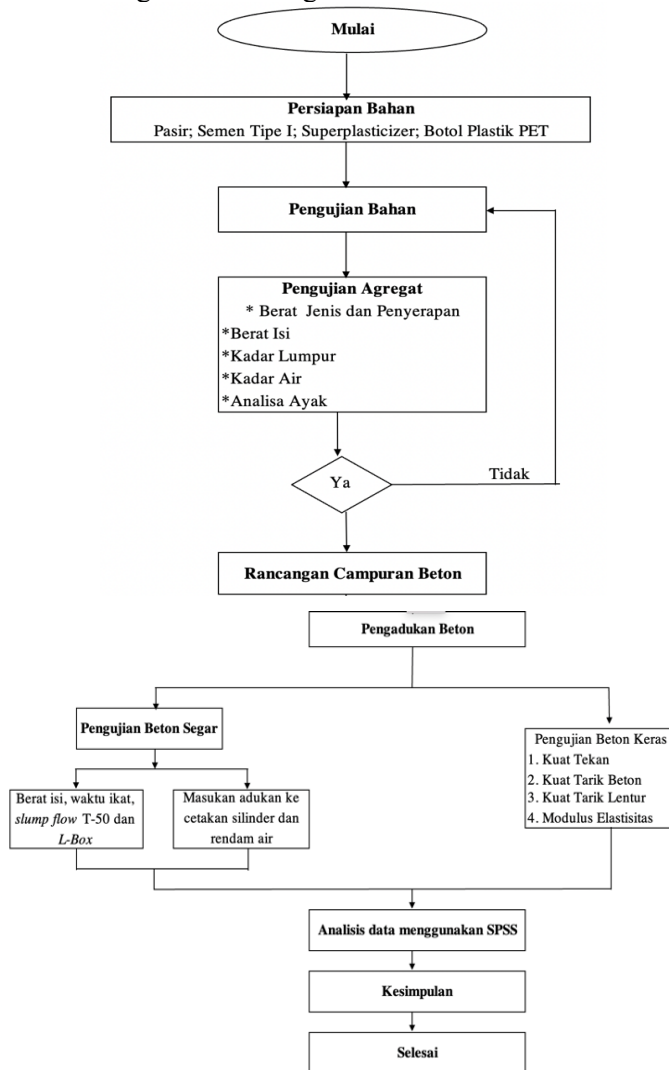 Mulai
Persiapan Bahan
Pasir; Semen Tipe I; Superplasticizer; Botol Plastik PET
Pengujian Bahan
Pengujian Agregat
* Berat Jenis dan Penyerapan
*Berat Isi
*Kadar Lumpur
*Kadar Air
*Analisa Ayak
Ya
Tidak
Rancangan Campuran Beton
Pengadukan Beton
Pengujian Beton Segar
Berat isi, waktu ikat,
slump flow T-50 dan
L-Box
Masukan adukan ke
cetakan silinder dan
rendam air
Pengujian Beton Keras
1. Kuat Tekan
2. Kuat Tarik Beton
3. Kuat Tarik Lentur
4. Modulus Elastisitas
Analisis data menggunakan SPSS
Kesimpulan
Selesai